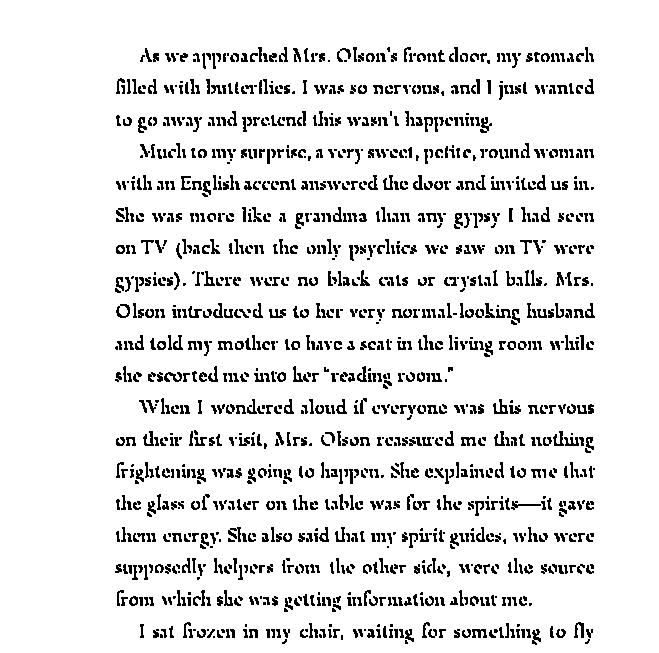 As we approached Mrs. Olson's front door, my stomach
filled with butterflies. I was so nervous, and I just wanted
to go away and pretend this wasn't happening.
Much to my surprise, a very sweet, petite, round woman
with an English accent answered the door and invited us in.
She was more like a grandma than any gypsy I had seen
on TV (back then the only psychics we saw on TV were
gypsies). There were no black cats or crystal balls. Mrs.
Olson introduced us to her very normal-looking husband
and told my mother to have a seat in the living room while
she escorted me into her "reading room."
When I wondered aloud if everyone was this nervous
on their first visit, Mrs. Olson reassured me that nothing
frightening was going to happen. She explained to me that
the glass of water on the table was for the spirits—it gave
them energy. She also said that my spirit guides, who were
supposedly helpers from the other side, were the source
from which she was getting information about me.
I sat frozen in my chair, waiting for something to fly